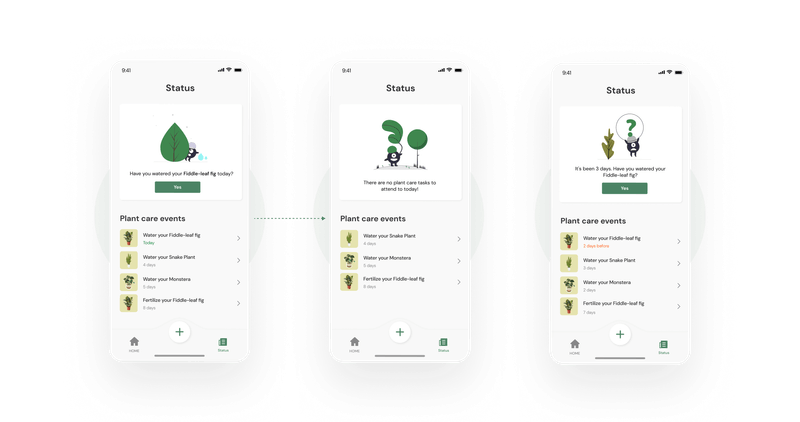 9:41
Status
Have you watered your Fiddle-leaf fig today?
Yes
Plant care events
Water your Fiddle-leaf fig
Today
Water your Snake Plant
4 days
Water your Monstera
5 days
Fertilize your Fiddle-leaf fig
8 days
HOME
Status
9:41
Status
There are no plant care tasks to
attend to today!
Plant care events
Water your Snake Plant
4 days
Water your Monstera
5 days
Fertilize your Fiddle-leaf fig
8 days
HOME
Status
9:41
Status
?
It's been 3 days. Have you watered your
Fiddle-leaf fig?
Yes
Plant care events
Water your Fiddle-leaf fig
2 days before
Water your Snake Plant
3 days
Water your Monstera
3 days
Fertilize your Fiddle-leaf fig
7 days
HOME
Status